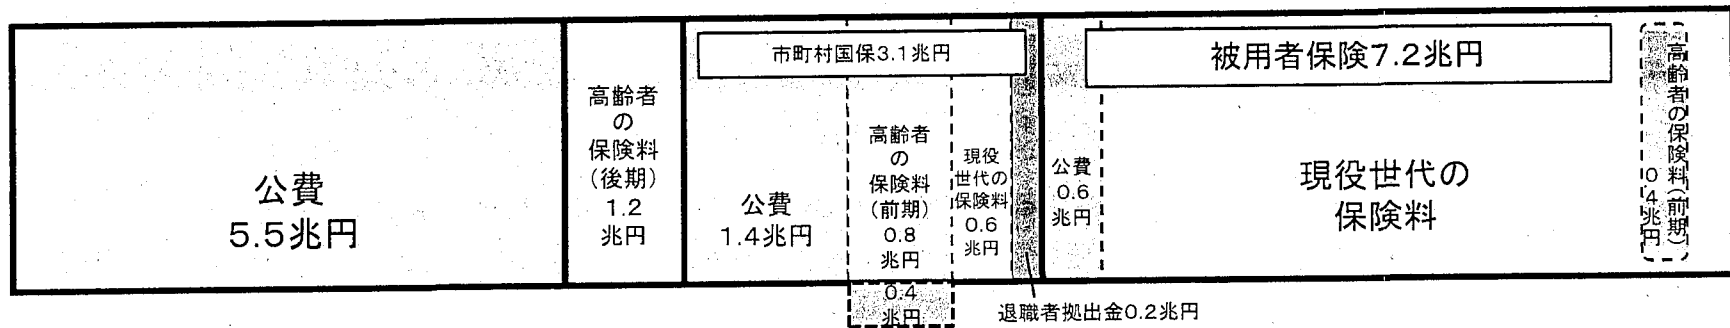 公費
5.5兆円
高齢者
の
保険料
(後期)
1.2
兆円
市町村国保3.1兆円
公費
1.4兆円
高齢者
の
保険料
(前期)
0.8
兆円
0.4
兆円
現役
世代の
保険料
0.6
兆円
退職者拠出金0.2兆円
公費
0.6
兆円
被用者保険7.2兆円
現役世代の
保険料
高齢者の保険料(前期)
0.4兆円